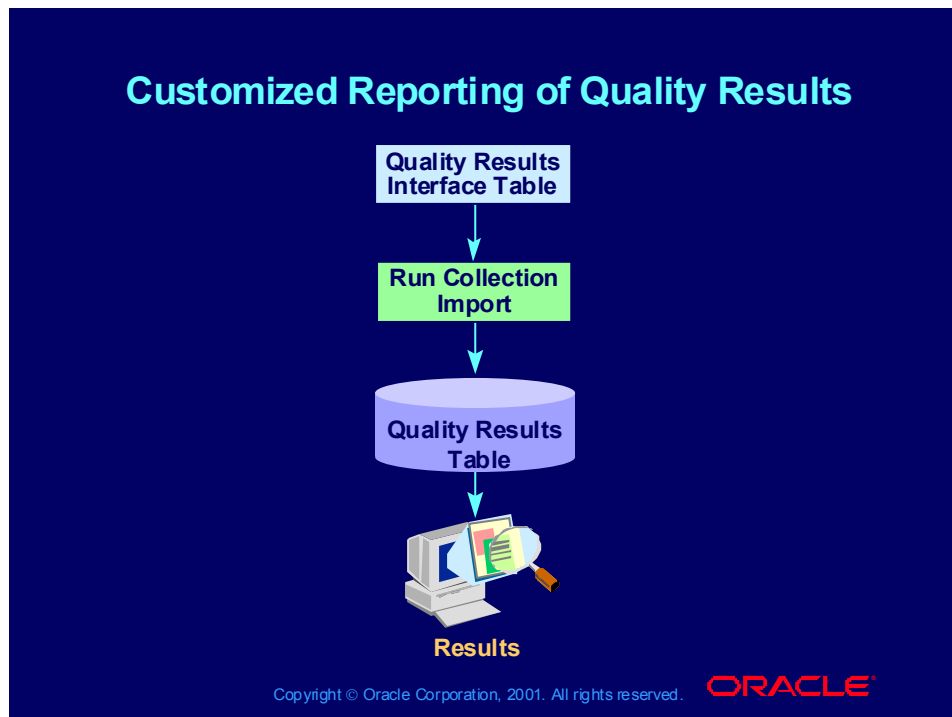 Customized Reporting of Quality Results
Quality Results
Interface Table
Run Collection
Import
Quality Results
Table
Results
Copyright © Oracle Corporation, 2001. All rights reserved.
ORACLE®